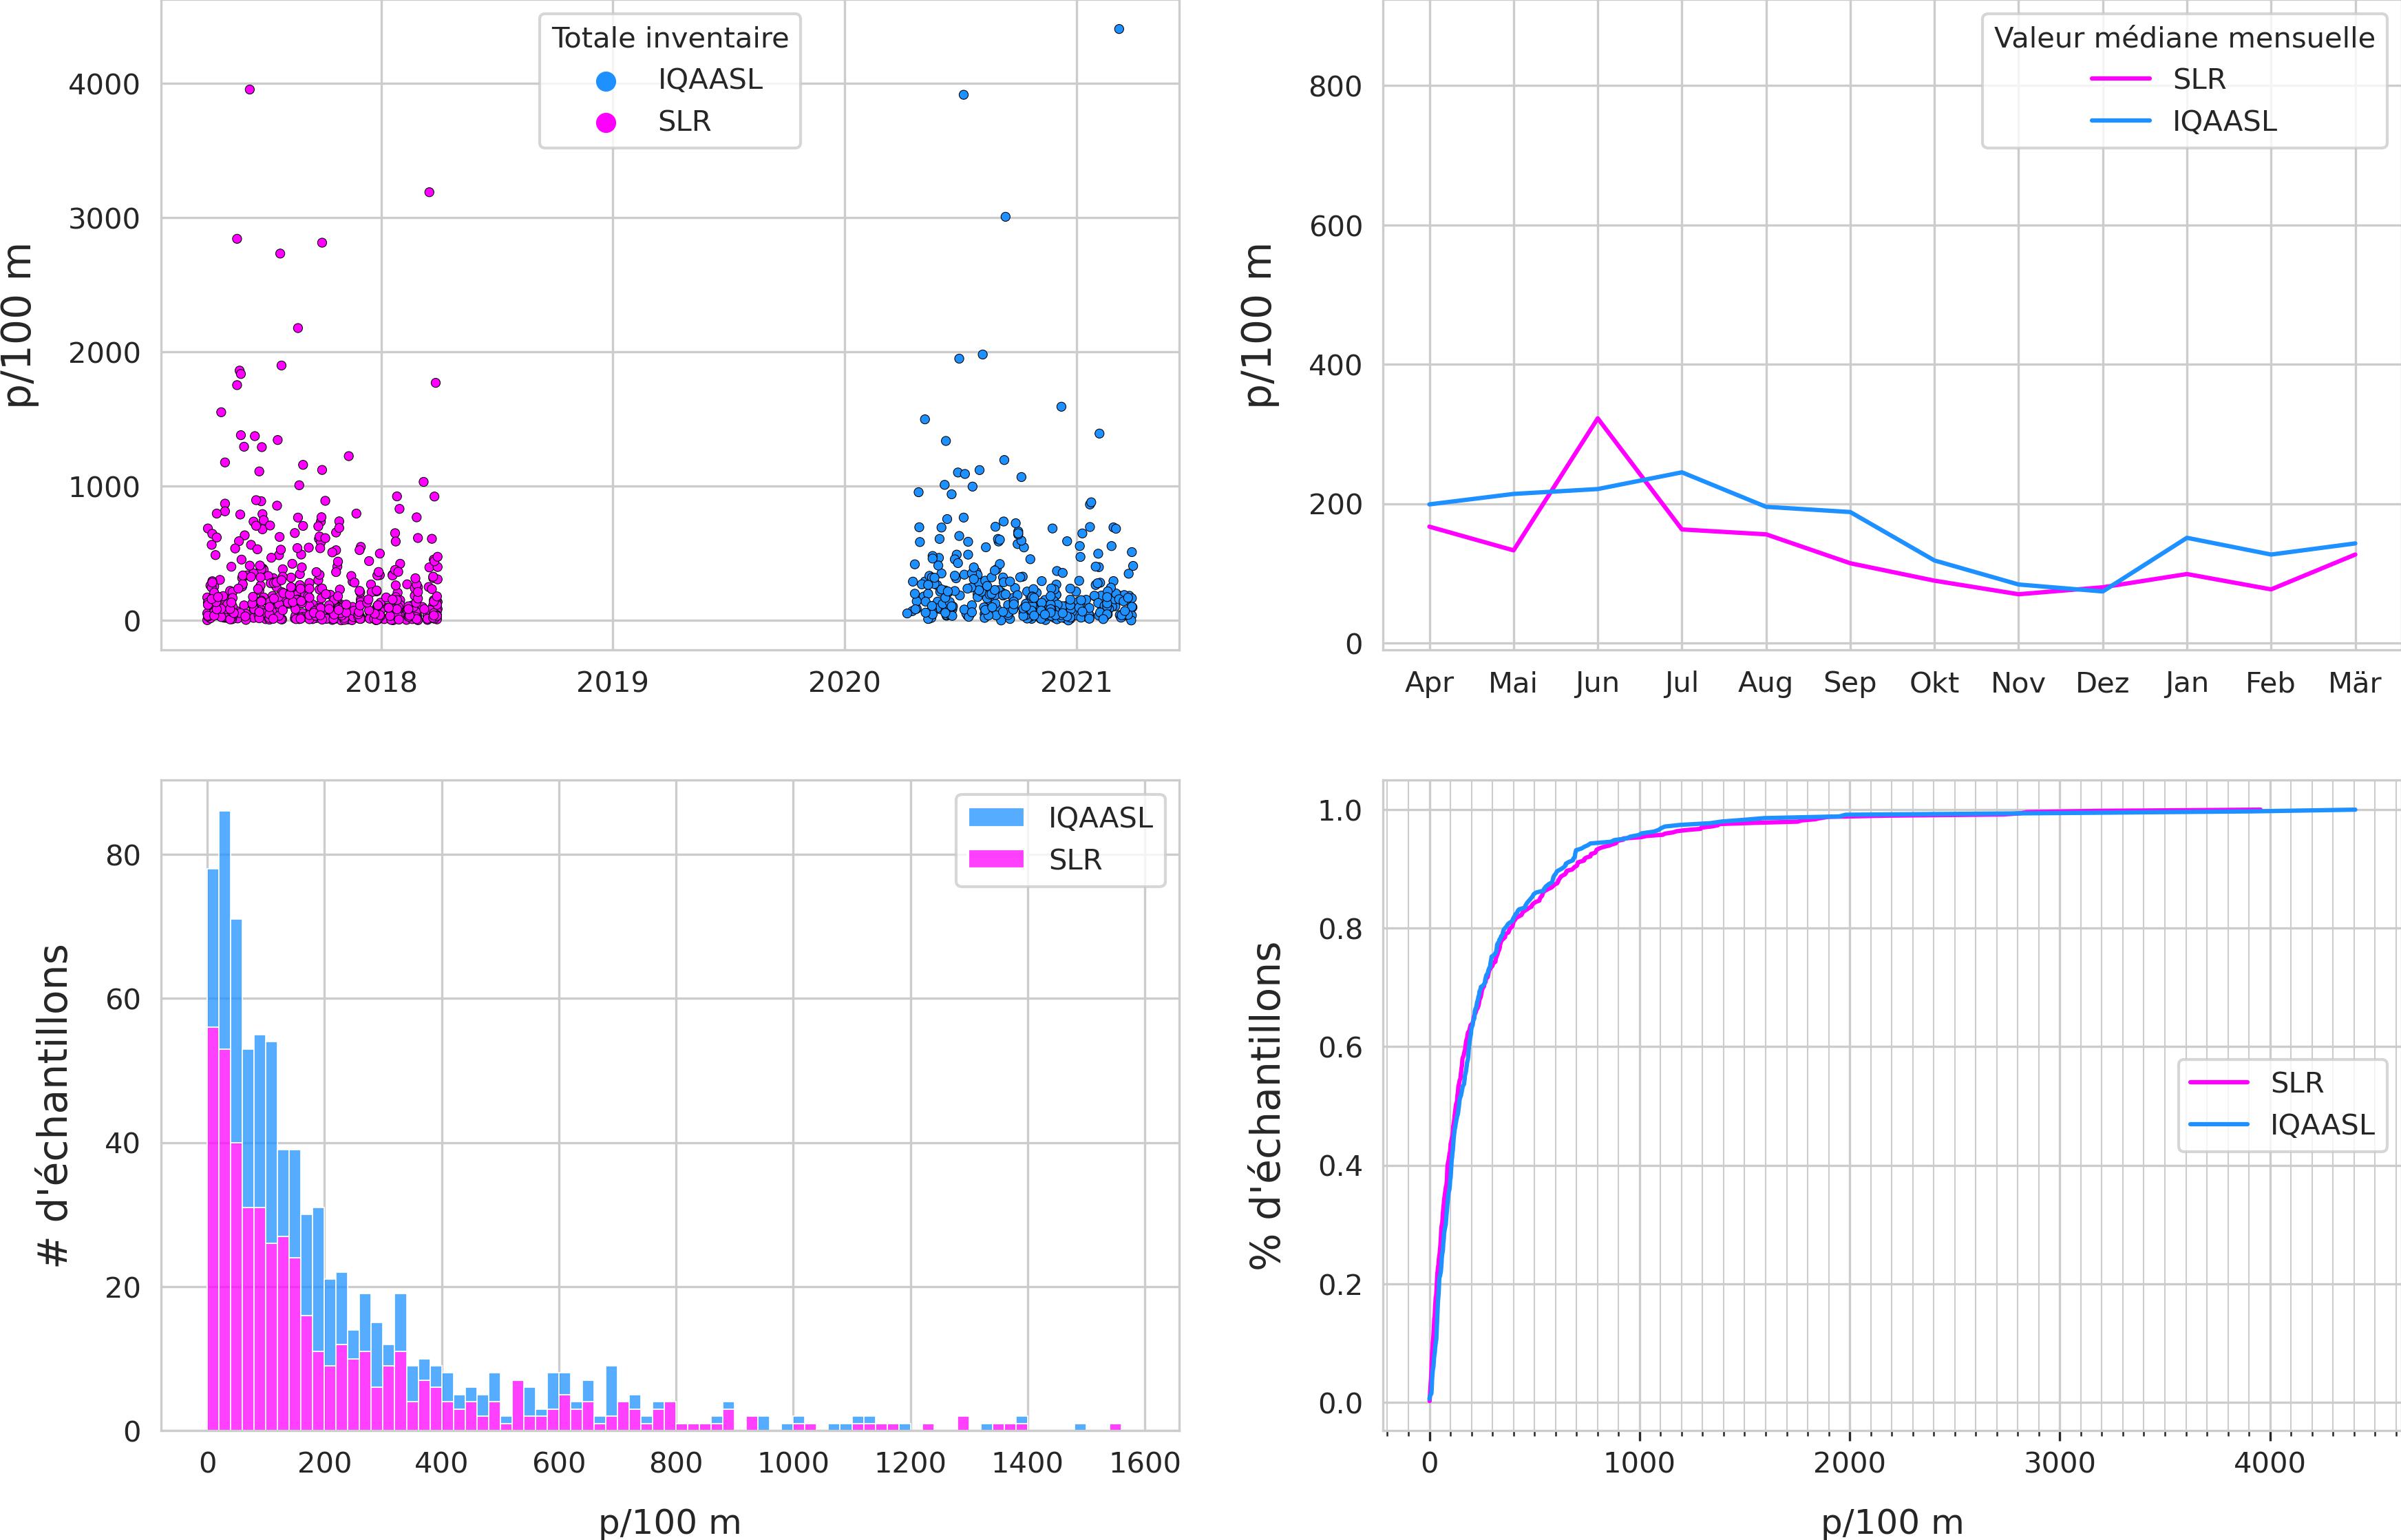 Totale inventaire
IQAASL
SLR
p/100 m
4000
3000
2000
1000
0
2018
2019
2020
2021
Valeur médiane mensuelle
SLR
IQAASL
p/100 m
800
600
400
200
0
Apr
Mai
Jun
Jul
Aug
Sep
Okt
Nov
Dez
Jan
Feb
Mär
IQAASL
SLR
# d'échantillons
80
60
40
20
0
0
200
400
600
800
1000
1200
1400
1600
p/100 m
SLR
IQAASL
% d'échantillons
1.0
0.8
0.6
0.4
0.2
0.0
0
1000
2000
3000
4000
p/100 m